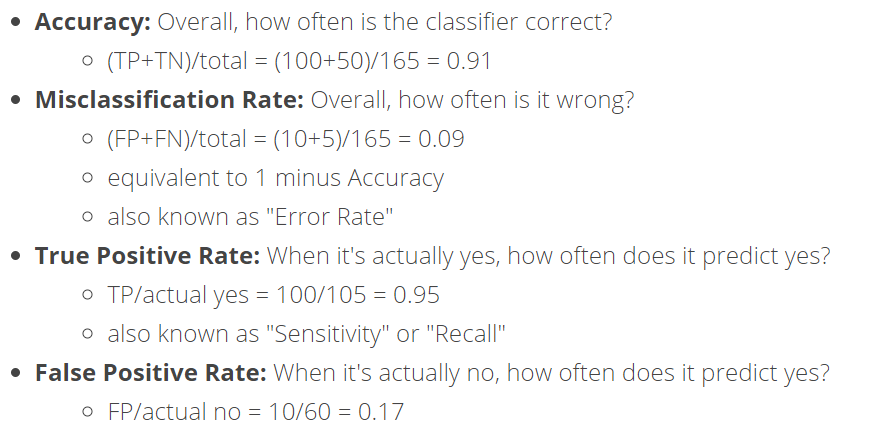 • Accuracy: Overall, how often is the classifier correct?
○ (TP+TN)/total = (100+50)/165 = 0.91
• Misclassification Rate: Overall, how often is it wrong?
○ (FP+FN)/total = (10+5)/165 = 0.09
○ equivalent to 1 minus Accuracy
○ also known as "Error Rate"
• True Positive Rate: When it's actually yes, how often does it predict yes?
○ TP/actual yes = 100/105 = 0.95
○ also known as "Sensitivity" or "Recall"
• False Positive Rate: When it's actually no, how often does it predict yes?
○ FP/actual no = 10/60 = 0.17